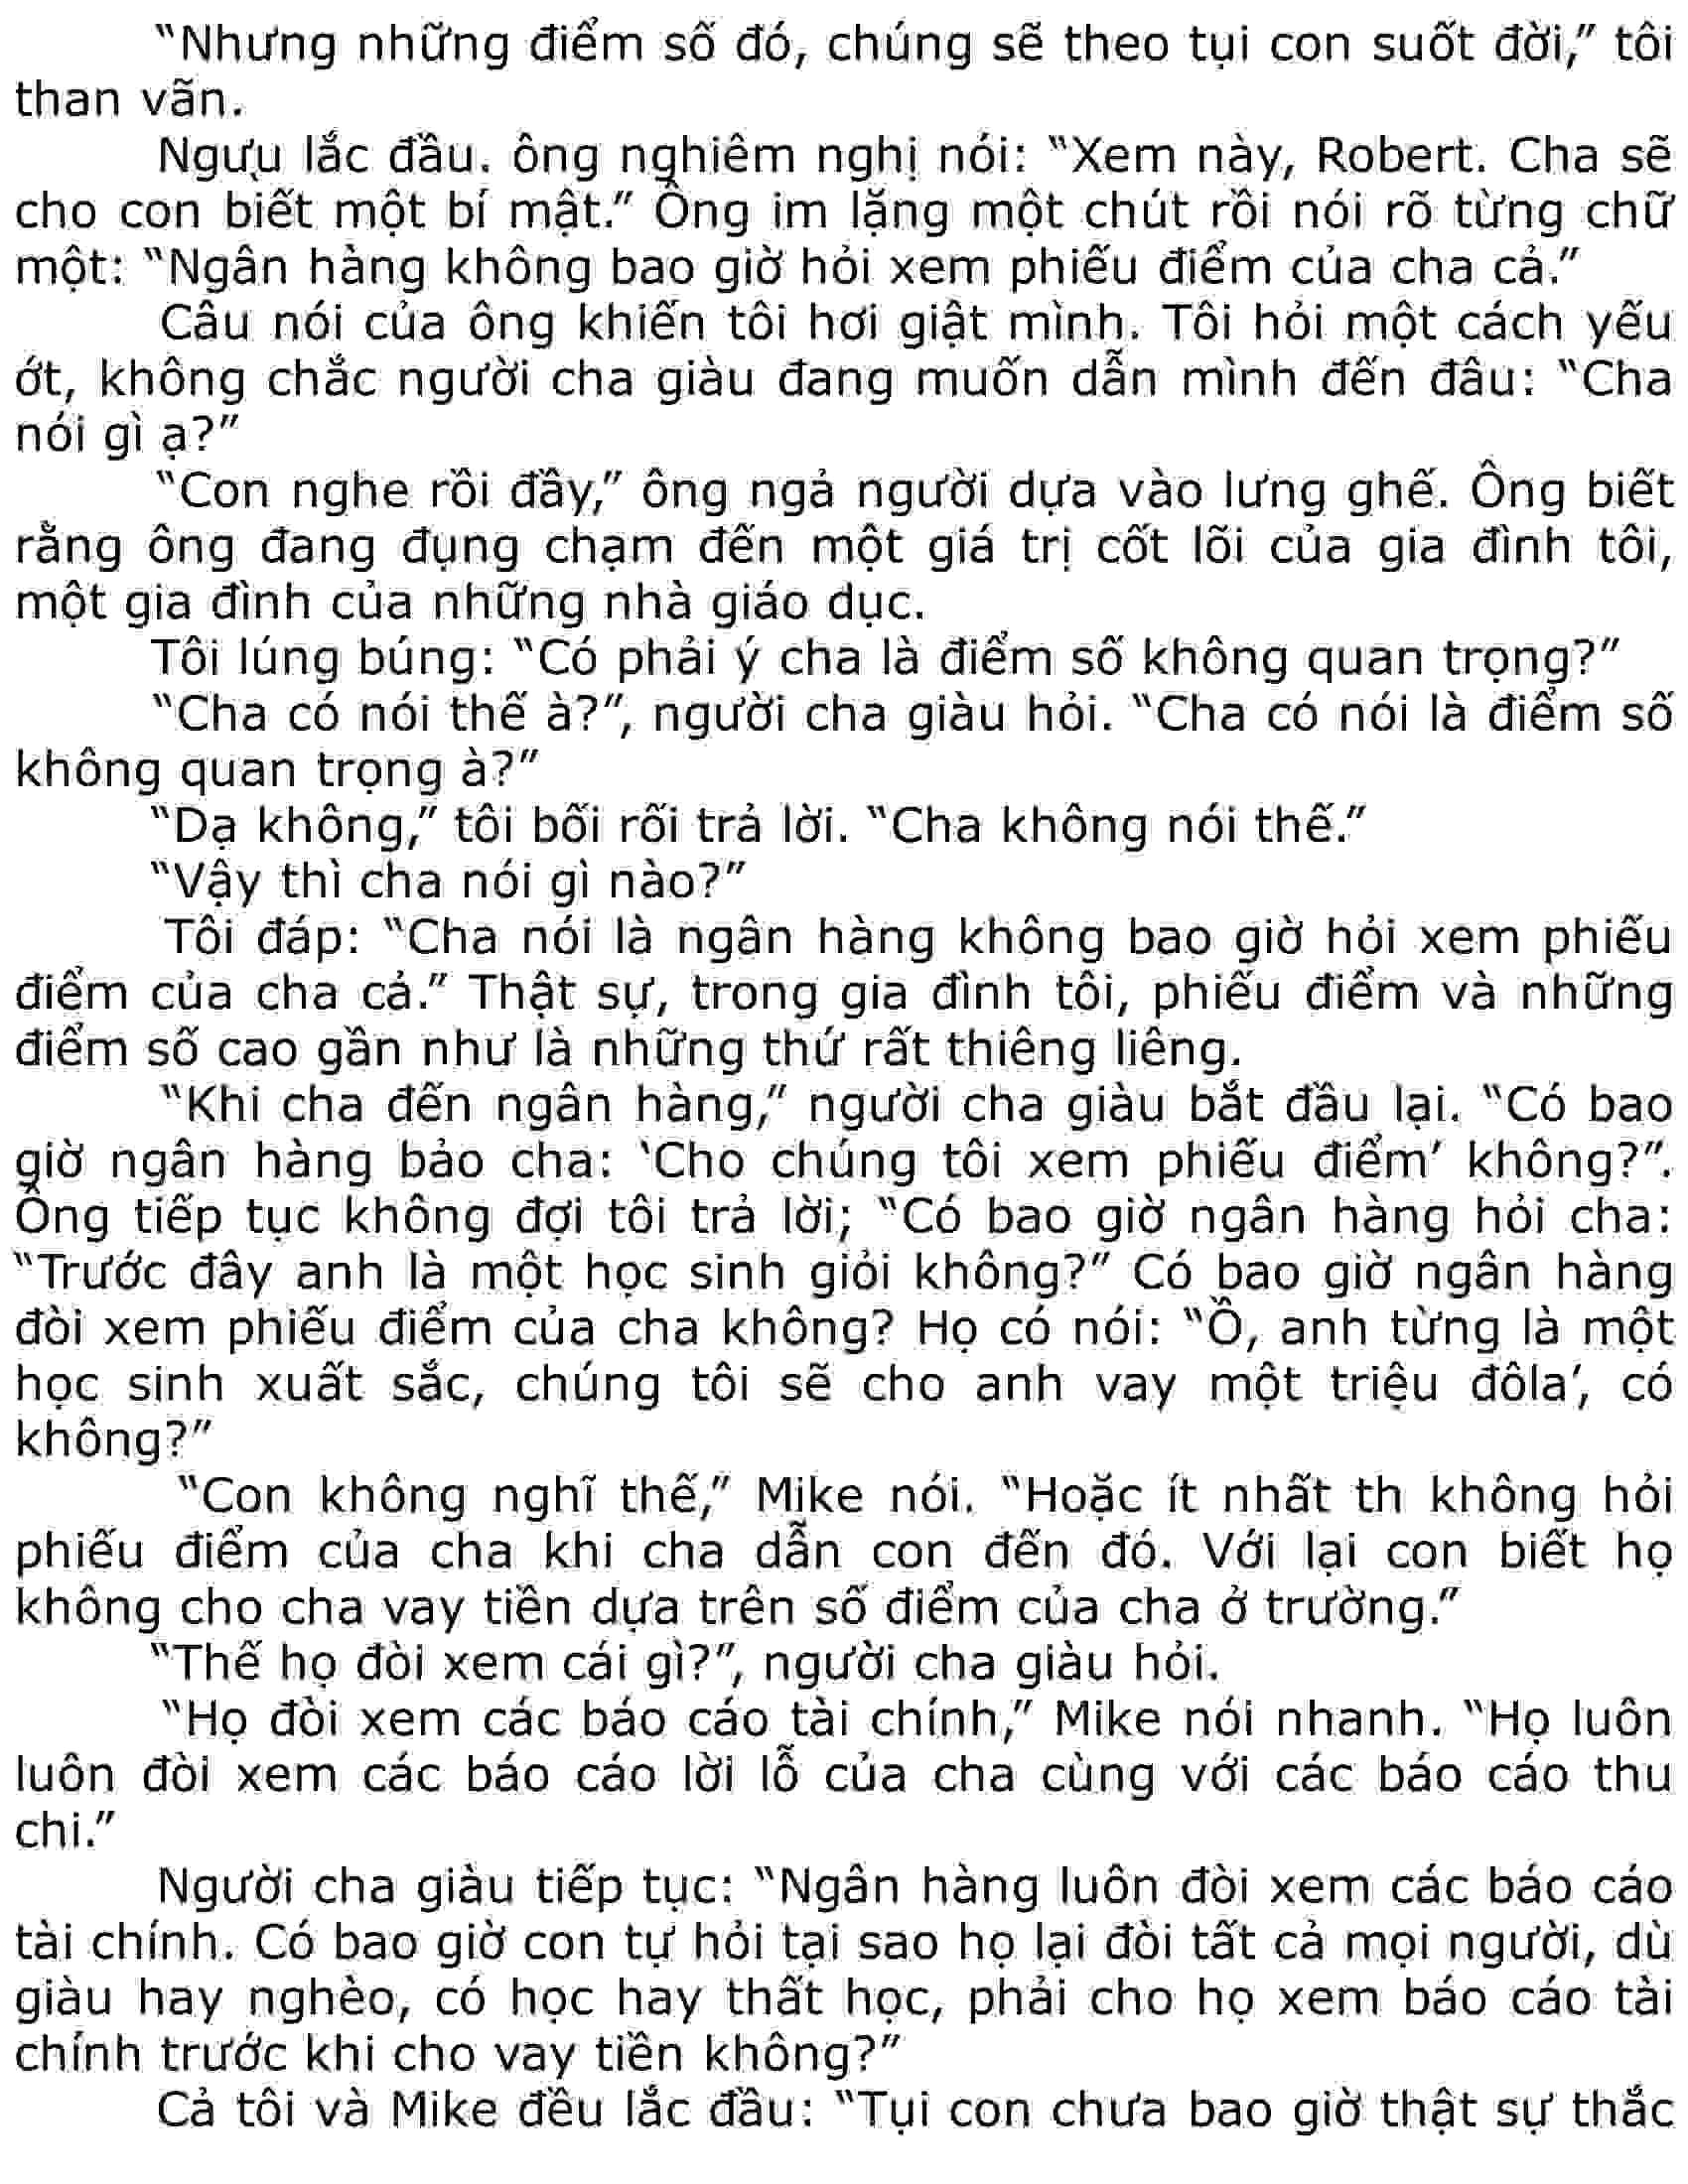 “Nhưng những điểm số đó, chúng sẽ theo tụi con suốt đời,” tôi
than vãn.
Ngựụ lắc đầu. ông nghiêm nghị nói: “Xem này, Robert. Cha sẽ
cho con biết một bí mật.” Ông im lặng một chút rồi nói rõ từng chữ
một: “Ngân hàng không bao giờ hỏi xem phiếu điểm của cha cả.”
Câu nói của ông khiến tôi hơi giật mình. Tôi hỏi một cách yếu
ớt, không chắc người cha giàu đang muốn dẫn mình đến đâu: “Cha
nói gì ạ?”
“Con nghe rồi đầy,” ông ngả người dựa vào lưng ghế. Ông biết
rằng ông đang đụng chạm đến một giá trị cốt lõi của gia đình tôi,
một gia đình của những nhà giáo dục.
Tôi lúng búng: “Có phải ý cha là điểm số không quan trọng?”
“Cha có nói thế à?”, người cha giàu hỏi. “Cha có nói là điểm số
không quan trọng à?”
“Dạ không,” tôi bối rối trả lời. “Cha không nói thế.”
“Vậy thì cha nói gì nào?”
Tôi đáp: “Cha nói là ngân hàng không bao giờ hỏi xem phiếu
điểm của cha cả.” Thật sự, trong gia đình tôi, phiếu điểm và những
điểm số cao gần như là những thứ rất thiêng liêng.
“Khi cha đến ngân hàng,” người cha giàu bắt đầu lại. “Có bao
giờ ngân hàng bảo cha: ‘Cho chúng tôi xem phiếu điểm’ không?”.
Ông tiếp tục không đợi tôi trả lời; “Có bao giờ ngân hàng hỏi cha:
“Trước đây anh là một học sinh giỏi không?” Có bao giờ ngân hàng
đòi xem phiếu điểm của cha không? Họ có nói: “Ồ, anh từng là một
học sinh xuất sắc, chúng tôi sẽ cho anh vay một triệu đôla’, có
không?”
“Con không nghĩ thế,” Mike nói. “Hoặc ít nhất th không hỏi
phiếu điểm của cha khi cha dẫn con đến đó. Với lại con biết họ
không cho cha vay tiền dựa trên số điểm của cha ở trường.”
“Thế họ đòi xem cái gì?”, người cha giàu hỏi.
“Họ đòi xem các báo cáo tài chính,” Mike nói nhanh. “Họ luôn
luôn đòi xem các báo cáo lời lỗ của cha cùng với các báo cáo thu
chi.”
Người cha giàu tiếp tục: “Ngân hàng luôn đòi xem các báo cáo
tài chính. Có bao giờ con tự hỏi tại sao họ lại đòi tất cả mọi người, dù
giàu hay nghèo, có học hay thất học, phải cho họ xem báo cáo tài
chính trước khi cho vay tiền không?”
Cả tôi và Mike đều lắc đầu: “Tụi con chưa bao giờ thật sự thắc